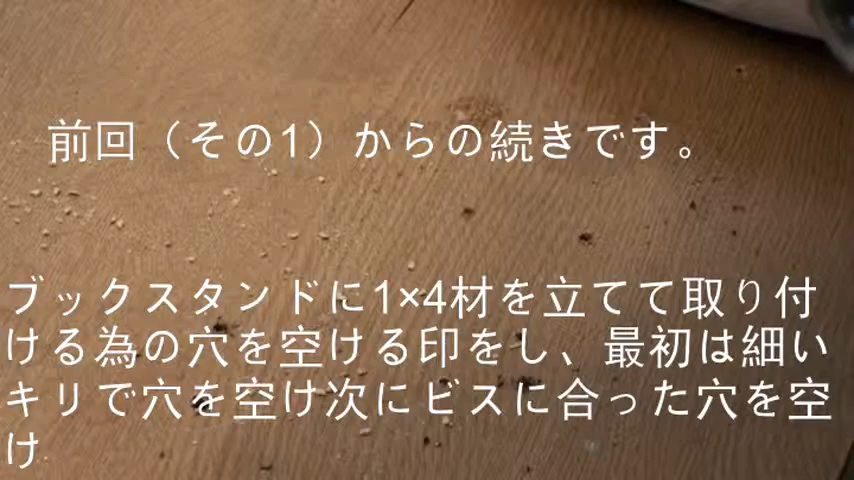 前回（その1）からの続きです。
ブックスタンドに1×4材を立てて取り付
ける為の穴を空ける印をし、最初は細い
キリで穴を空け次にビスに合った穴を空
け